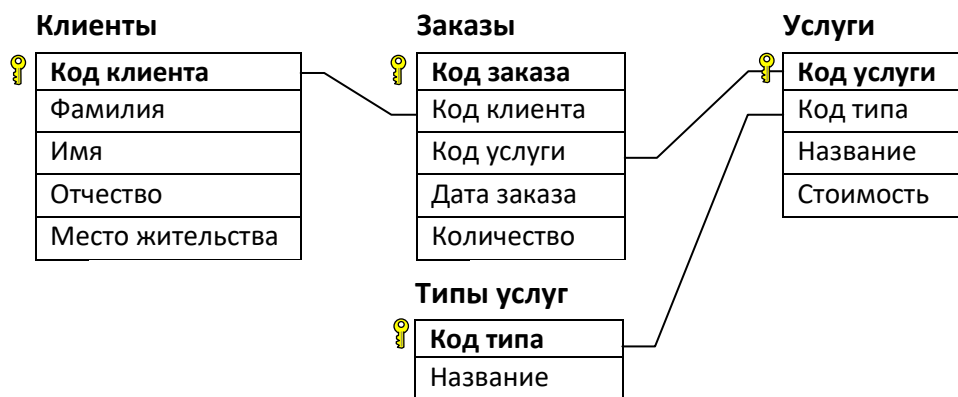 Клиенты
Код клиента
Фамилия
Имя
Отчество
Место жительства
Заказы
Код заказа
Код клиента
Код услуги
Дата заказа
Количество
Услуги
Код услуги
Код типа
Название
Стоимость
Типы услуг
Код типа
Название